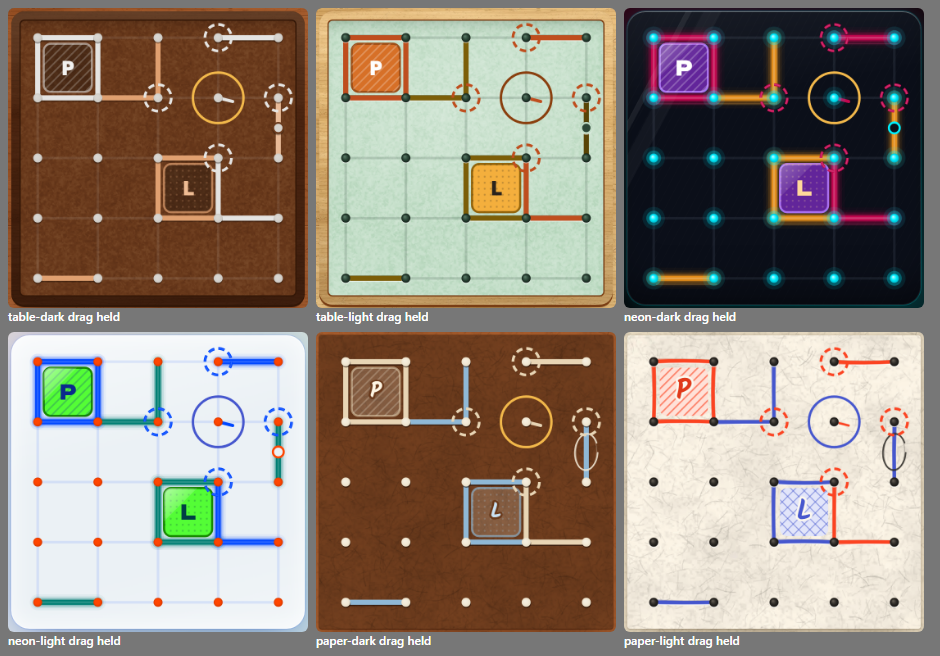 P
L
table-dark drag held
P
L
table-light drag held
P
L
neon-dark drag held
P
L
neon-light drag held
P
L
paper-dark drag held
P
L
paper-light drag held